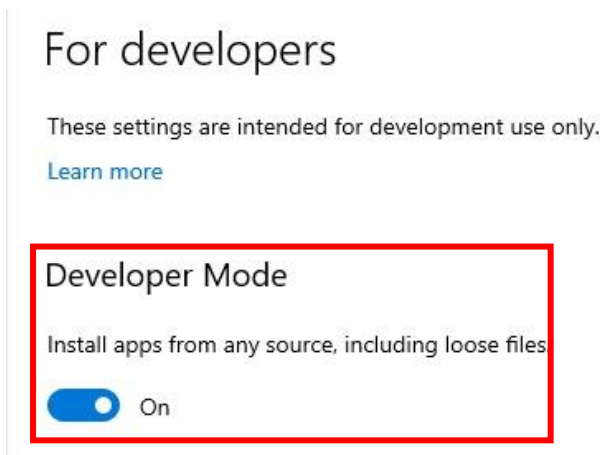 For developers
These settings are intended for development use only.
Learn more
Developer Mode
Install apps from any source, including loose files.
On